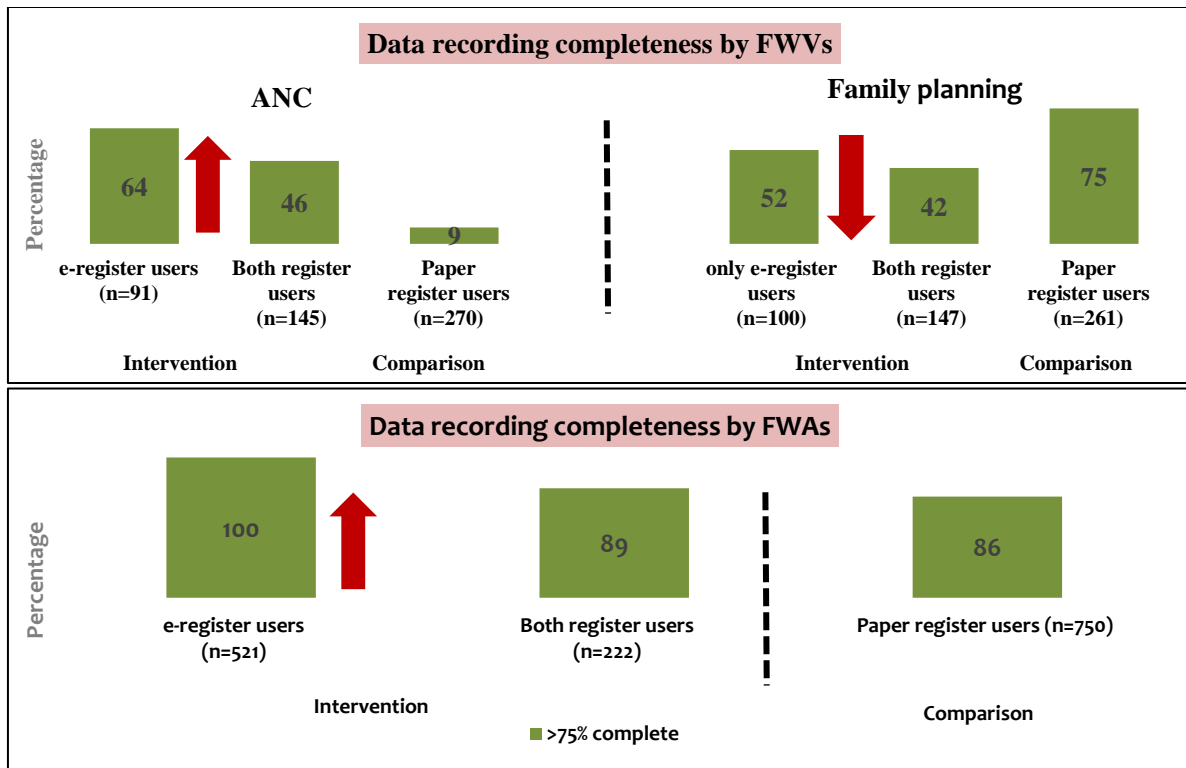 Data recording completeness by FWVs
ANC
Family planning
Percentage
64
46
9
52
42
75
e-register users
(n=91)
Both register
users
(n=145)
Paper
register users
(n=270)
only e-register
users
(n=100)
Both register
users
(n=147)
Paper
register users
(n=261)
Intervention
Comparison
Intervention
Comparison
Data recording completeness by FWAs
Percentage
100
89
86
e-register users
(n=521)
Both register users
(n=222)
Paper register users (n=750)
Intervention
Comparison
>75% complete